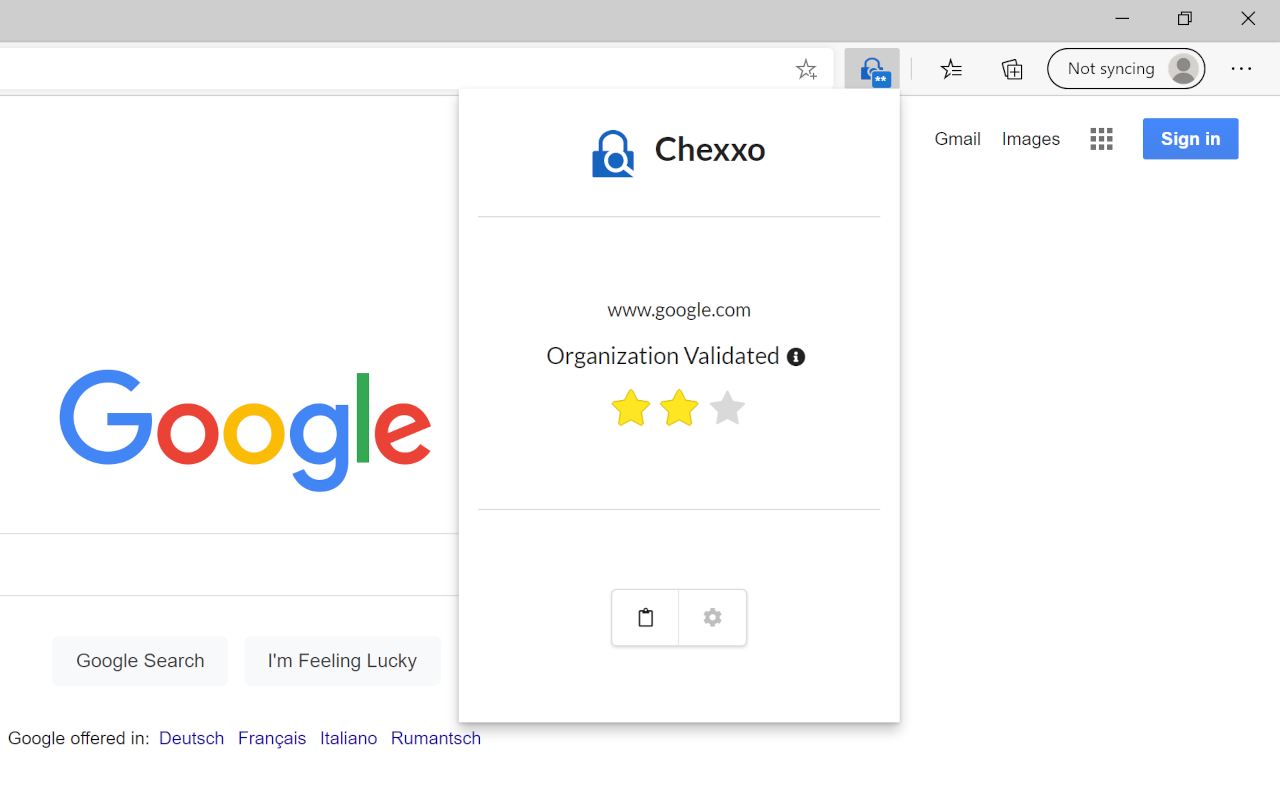 Not syncing
**
Chexxo
Gmail Images
Sign in
www.google.com
Organization Validated
Google
Google Search I'm Feeling Lucky
Google offered in: Deutsch Français Italiano Rumantsch